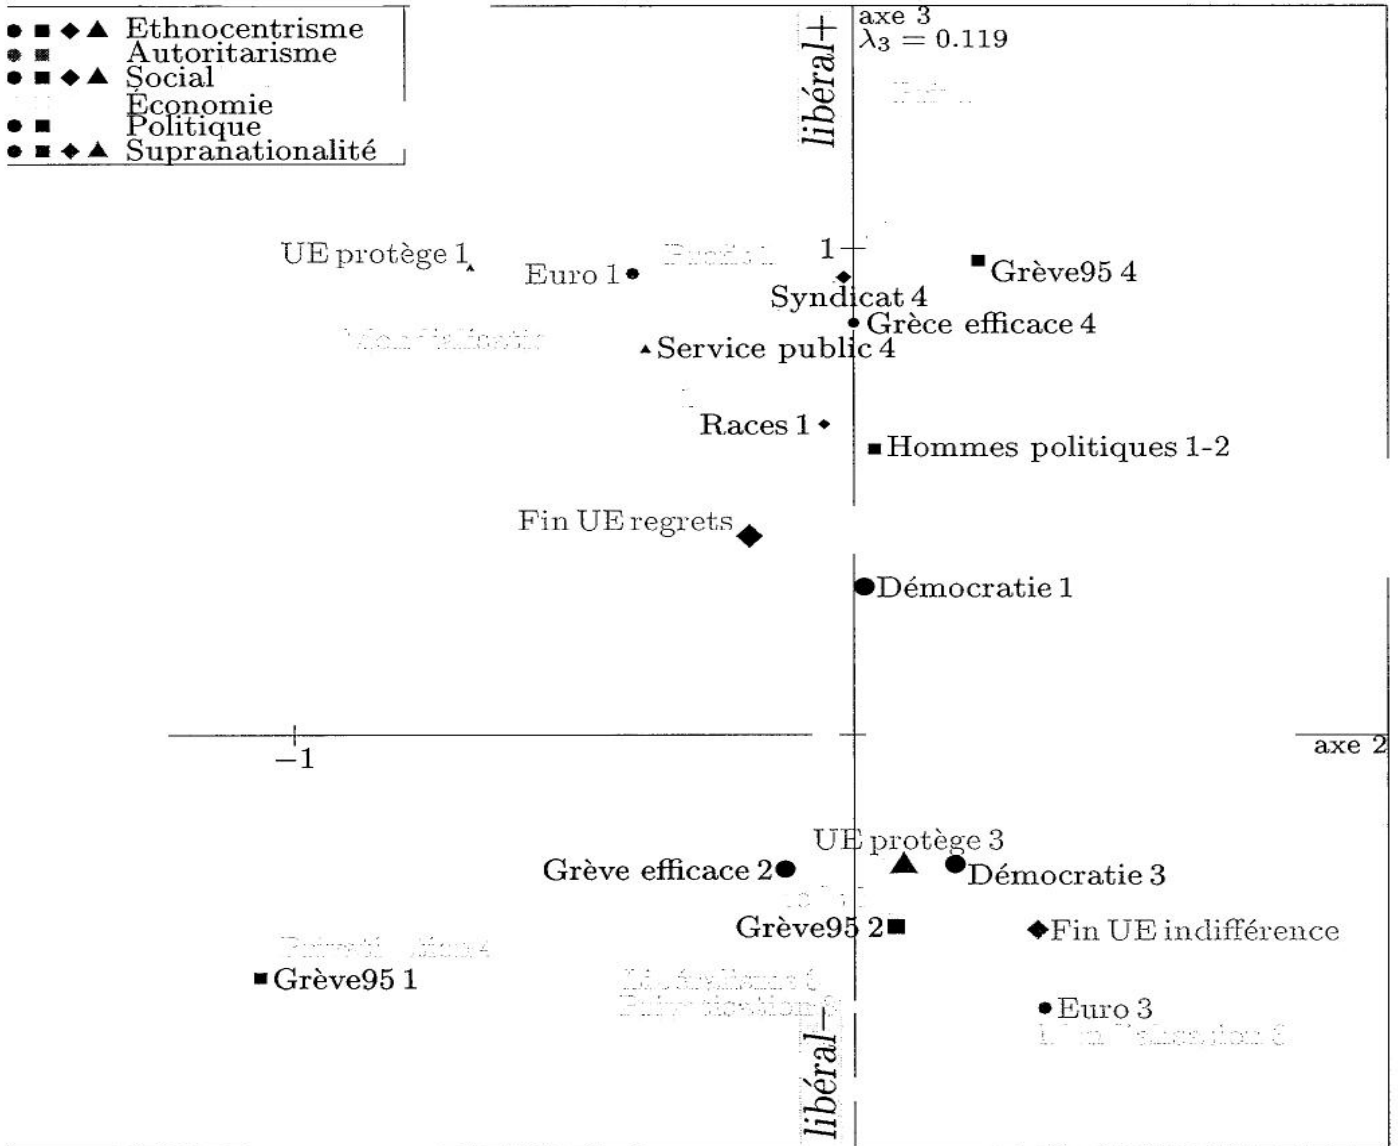 Ethnocentrisme
Autoritarisme
Social
Économie
Politique
Supranationalité
libéral+
axe 3
λ₃ = 0.119
UE protège 1
Euro 1
1
Grève95 4
Syndicat 4
Grèce efficace 4
Service public 4
Races 1
Hommes politiques 1-2
Fin UE regrets
Démocratie 1
−1
axe 2
UE protège 3
Grève efficace 2
Démocratie 3
Grève95 2
Fin UE indifférence
Grève95 1
Euro 3
libéral−